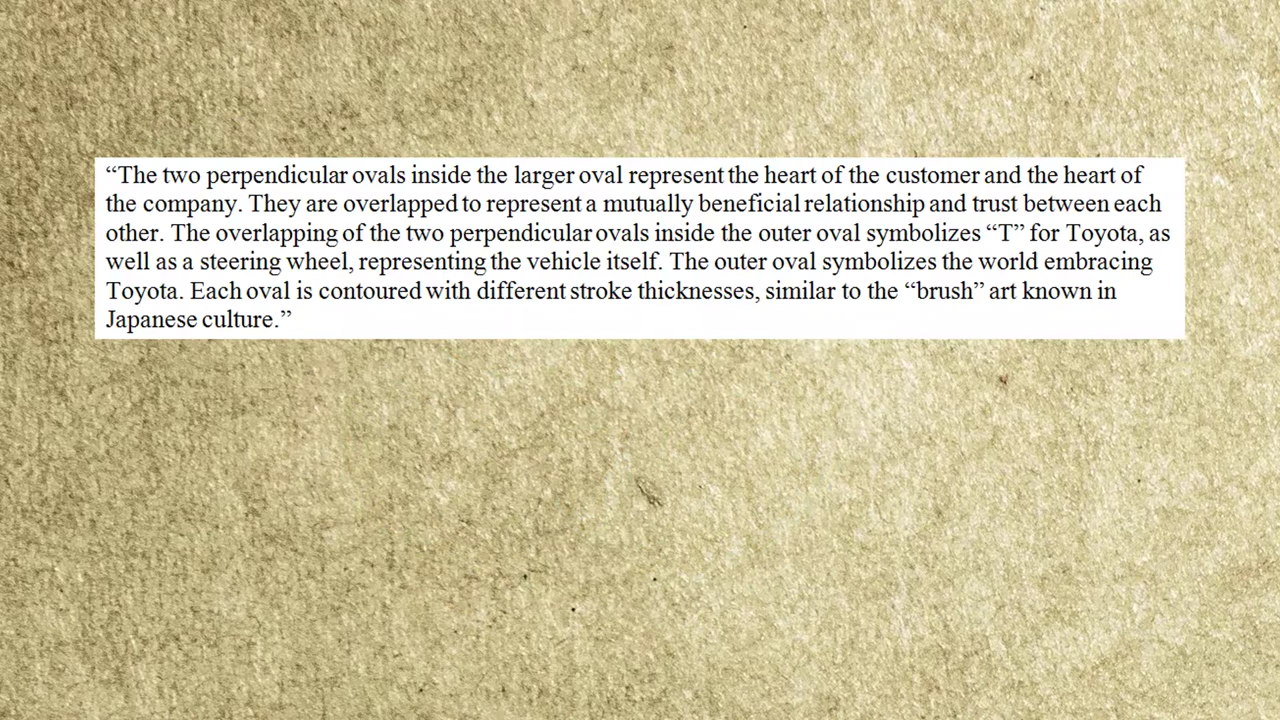 “The two perpendicular ovals inside the larger oval represent the heart of the customer and the heart of
the company. They are overlapped to represent a mutually beneficial relationship and trust between each
other. The overlapping of the two perpendicular ovals inside the outer oval symbolizes “T” for Toyota, as
well as a steering wheel, representing the vehicle itself. The outer oval symbolizes the world embracing
Toyota. Each oval is contoured with different stroke thicknesses, similar to the “brush” art known in
Japanese culture.”